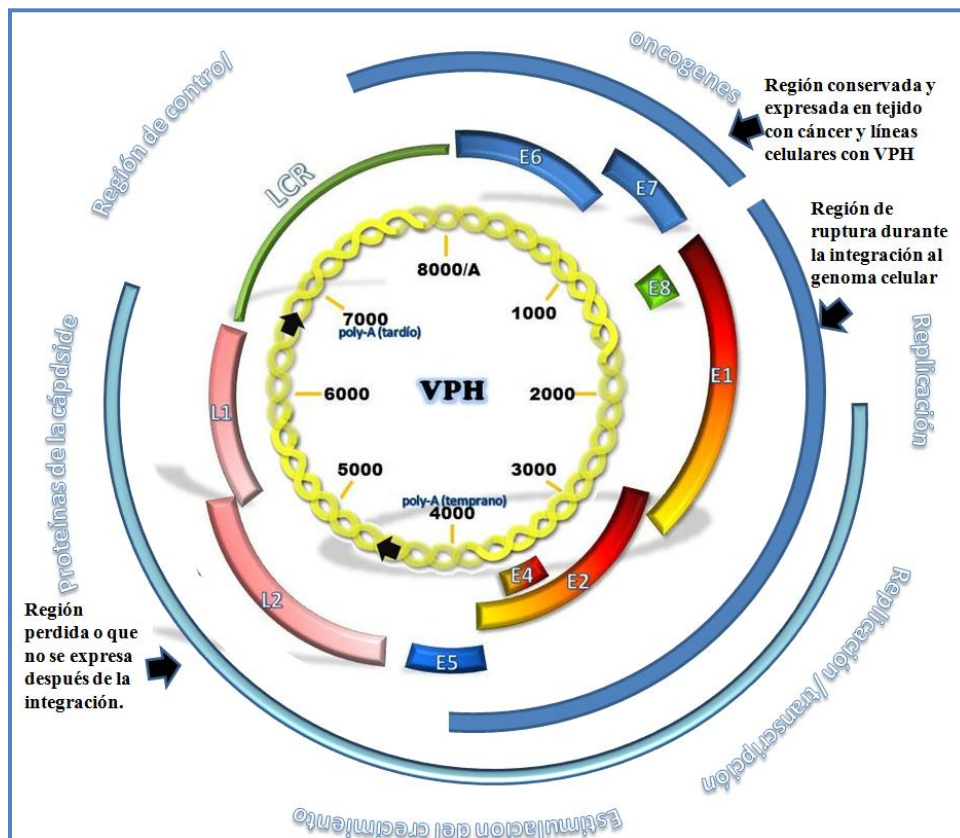 oncogenes
Región de control
Región conservada y
expresada en tejido
con cáncer y líneas
celulares con VPH
E6
E7
LCR
Región de
ruptura durante
la integración al
genoma celular
8000/A
E8
1000
7000
poly-A (tardío)
Replicación
E1
VPH
6000
2000
L1
Proteínas de la cápdside
5000
3000
poly-A (temprano)
4000
E4
E2
L2
E5
Replicación/transcripción
Región
perdida o que
no se expresa
después de la
integración.
Estimulacion del crecimiento